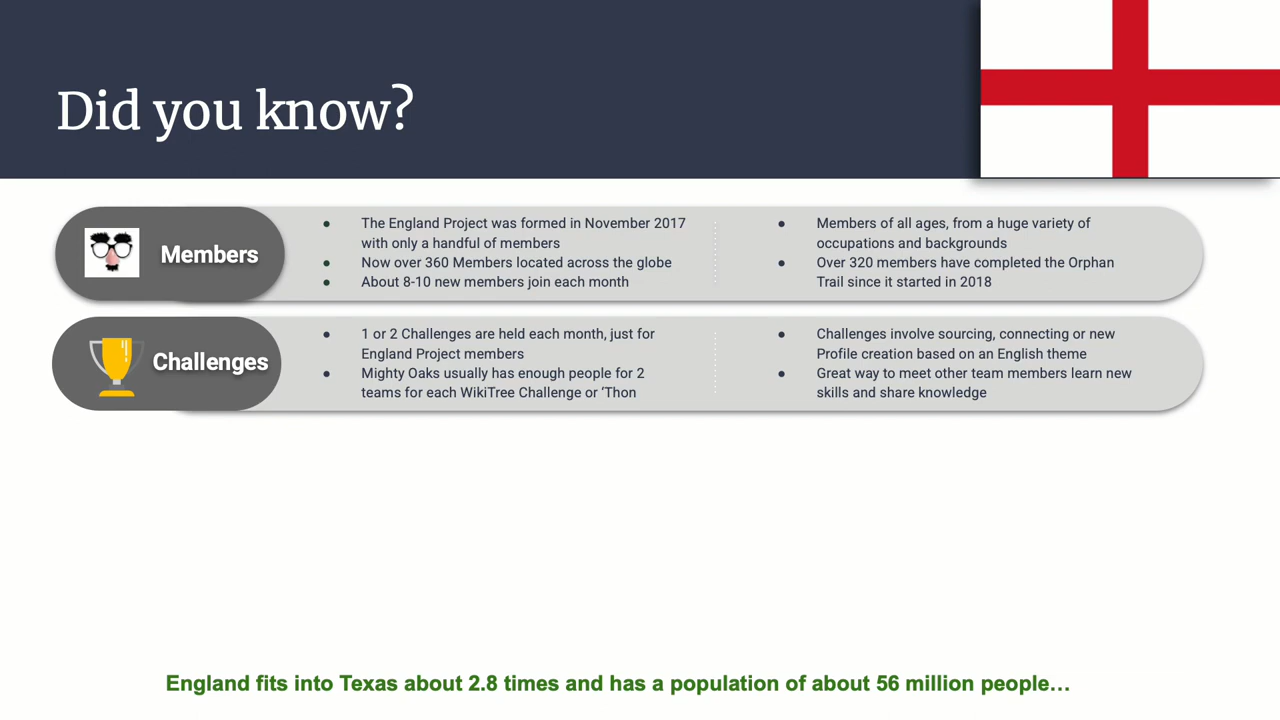 Did you know?
Members
The England Project was formed in November 2017
with only a handful of members
Now over 360 Members located across the globe
About 8-10 new members join each month
Members of all ages, from a huge variety of
occupations and backgrounds
Over 320 members have completed the Orphan
Trail since it started in 2018
Challenges
1 or 2 Challenges are held each month, just for
England Project members
Mighty Oaks usually has enough people for 2
teams for each WikiTree Challenge or ‘Thon
Challenges involve sourcing, connecting or new
Profile creation based on an English theme
Great way to meet other team members learn new
skills and share knowledge
England fits into Texas about 2.8 times and has a population of about 56 million people…